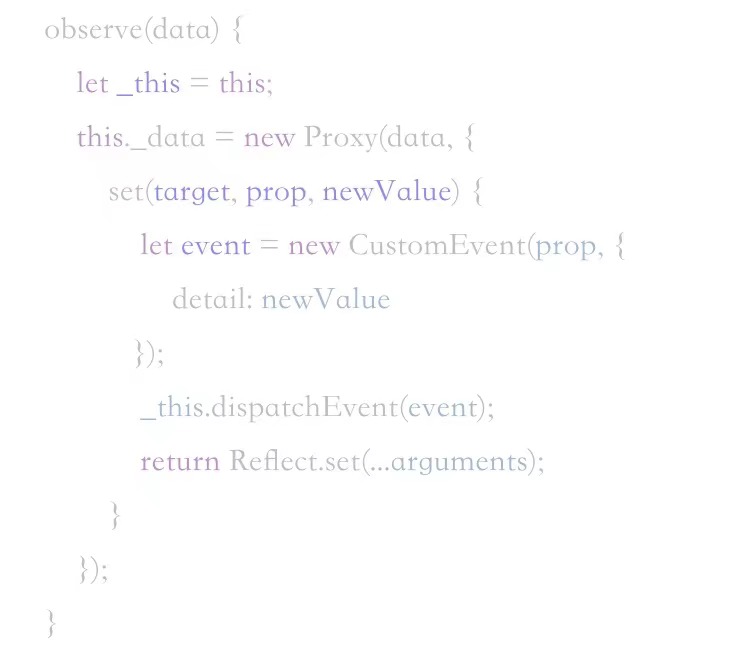 observe(data) {
let _this = this;
this._data = new Proxy(data, {
set(target, prop, newValue) {
let event = new CustomEvent(prop, {
detail: newValue
});
_this.dispatchEvent(event);
return Reflect.set(...arguments);
}
});
}